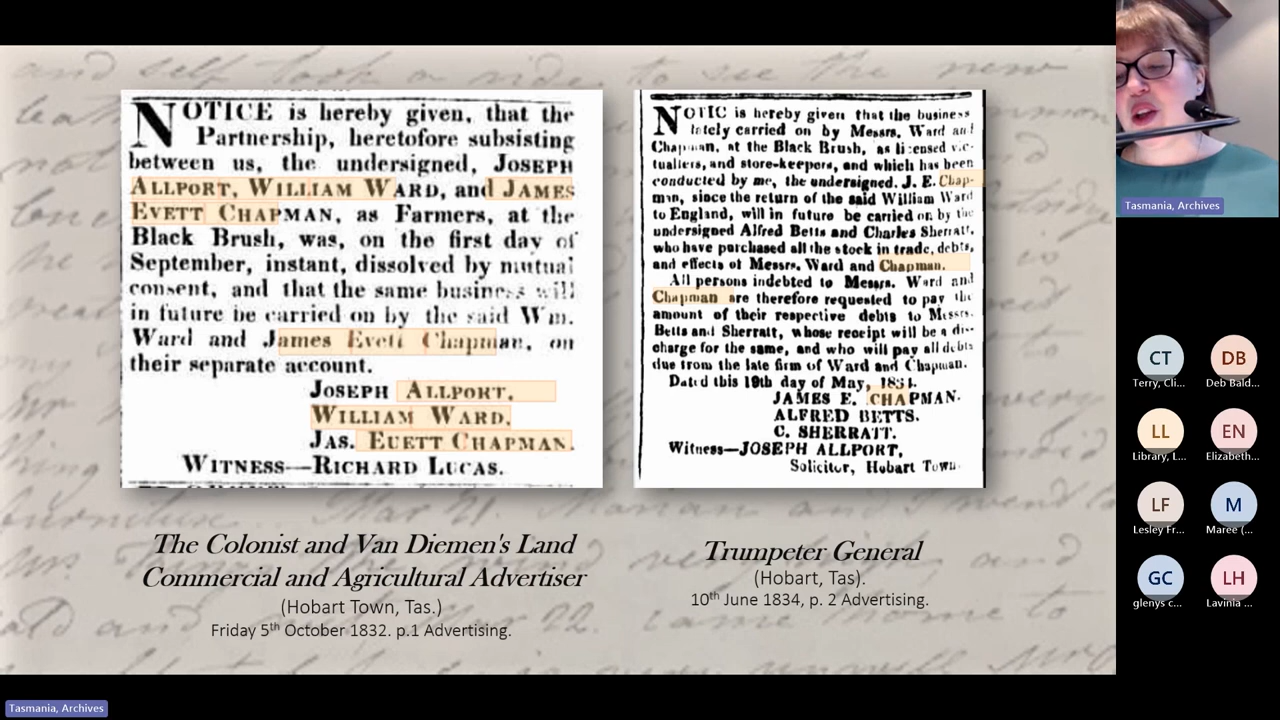 NOTICE is hereby given, that the
Partnership, heretofore subsisting
between us, the undersigned, JOSEPH
ALLPORT, WILLIAM WARD, and JAMES
EVETT CHAPMAN, as Farmers, at the
Black Brush, was, on the first day of
September, instant, dissolved by mutual
consent, and that the same business will
in future be carried on by the said Wm.
Ward and James Evett Chapman, on
their separate account.
JOSEPH ALLPORT.
WILLIAM WARD.
JAS. EUETT CHAPMAN.
WITNESS—RICHARD LUCAS.
The Colonist and Van Diemen's Land
Commercial and Agricultural Advertiser
(Hobart Town, Tas.)
Friday 5th October 1832. p.1 Advertising.
NOTIC is hereby given that the business
lately carried on by Messrs. Ward and
Chapman, at the Black Brush, as licensed vic-
tuallers, and store-keepers, and which has been
conducted by me, the undersigned. J. E. Chap-
man, since the return of the said William Ward
to England, will in future be carried on by the
undersigned Alfred Betts and Charles Sherratt,
who have purchased all the stock in trade, debts,
and effects of Messrs. Ward and Chapman.
All persons indebted to Messrs. Ward and
Chapman are therefore requested to pay the
amount of their respective debts to Messrs.
Betts and Sherratt, whose receipt will be a dis-
charge for the same, and who will pay all debts
due from the late firm of Ward and Chapman.
Dated this 19th day of May, 1834.
JAMES E. CHAPMAN.
ALFRED BETTS.
C. SHERRATT.
Witness—JOSEPH ALLPORT,
Solicitor, Hobart Town.
Trumpeter General
(Hobart, Tas).
10th June 1834, p. 2 Advertising.
Tasmania, Archives
CT DB
Terry, Cli... Deb Bald...
LL EN
Library, L... Elizabeth...
LF M
Lesley Fr... Maree (...
GC LH
glenys c... Lavinia ...
Tasmania, Archives